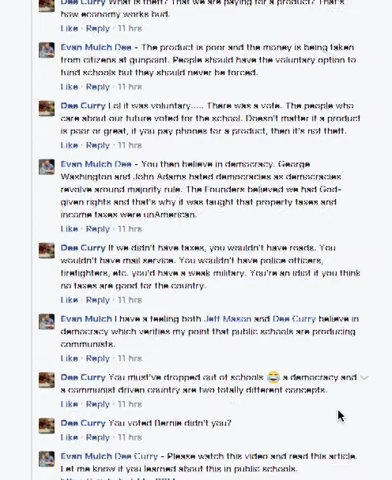 Dee Curry What is theft? That we are paying for a product? That's
how economy works bud.
Like · Reply · 11 hrs
Evan Mulch Dee - The product is poor and the money is being taken
from citizens at gunpoint. People should have the voluntary option to
fund schools but they should never be forced.
Like · Reply · 11 hrs
Dee Curry Lol it was voluntary..... There was a vote. The people who
care about our future voted for the school. Doesn't matter if a product
is poor or great, if you pay phones for a product, then it's not theft.
Like · Reply · 11 hrs
Evan Mulch Dee - You then believe in democracy. George
Washington and John Adams hated democracies as democracies
revolve around majority rule. The Founders believed we had God-
given rights and that's why it was taught that property taxes and
income taxes were unAmerican.
Like · Reply · 11 hrs
Dee Curry If we didn't have taxes, you wouldn't have roads. You
wouldn't have mail service. You wouldn't have police officers,
firefighters, etc. you'd have a weak military. You're an idiot if you think
no taxes are good for the country.
Like · Reply · 11 hrs
Evan Mulch I have a feeling both Jeff Mason and Dee Curry believe in
democracy which verifies my point that public schools are producing
communists.
Like · Reply · 11 hrs
Dee Curry You must've dropped out of schools 😂 a democracy and
a communist driven country are two totally different concepts.
Like · Reply · 11 hrs
Dee Curry You voted Bernie didn't you?
Like · Reply · 11 hrs
Evan Mulch Dee Curry - Please watch this video and read this article.
Let me know if you learned about this in public schools.